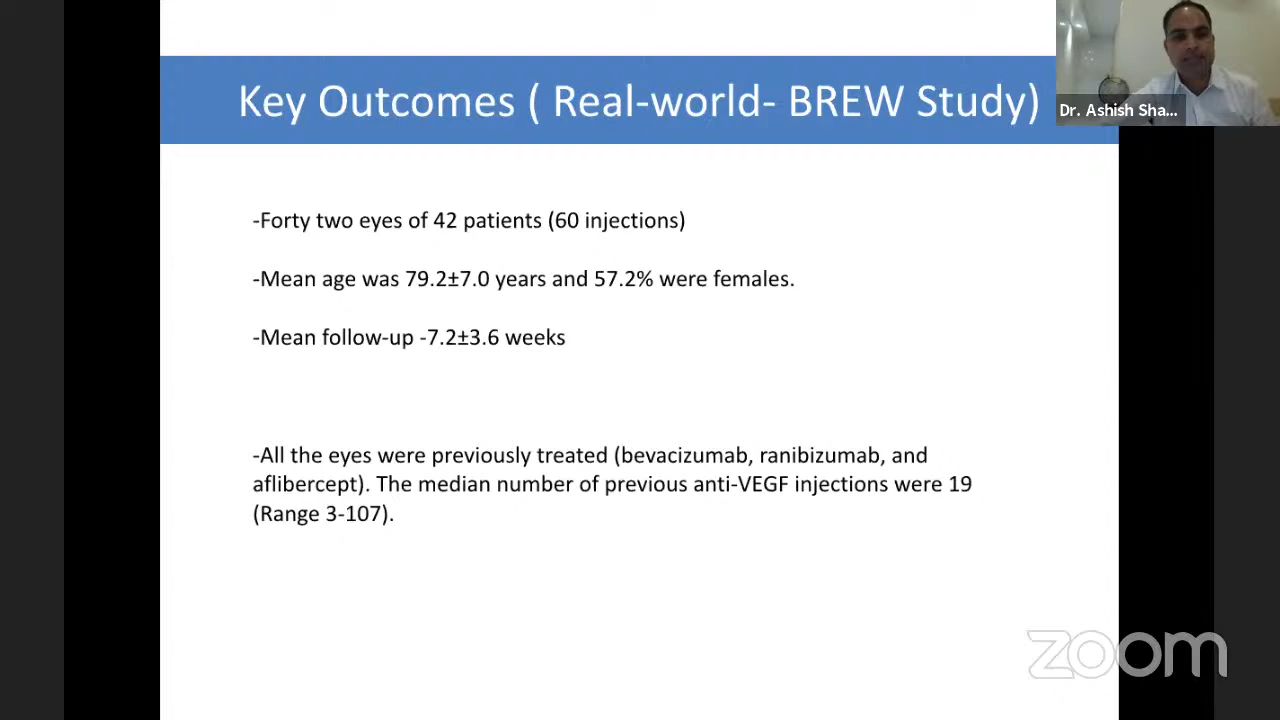 Key Outcomes ( Real-world- BREW Study)
Dr. Ashish Sha...
-Forty two eyes of 42 patients (60 injections)
-Mean age was 79.2±7.0 years and 57.2% were females.
-Mean follow-up -7.2±3.6 weeks
-All the eyes were previously treated (bevacizumab, ranibizumab, and
aflibercept). The median number of previous anti-VEGF injections were 19
(Range 3-107).
zoom